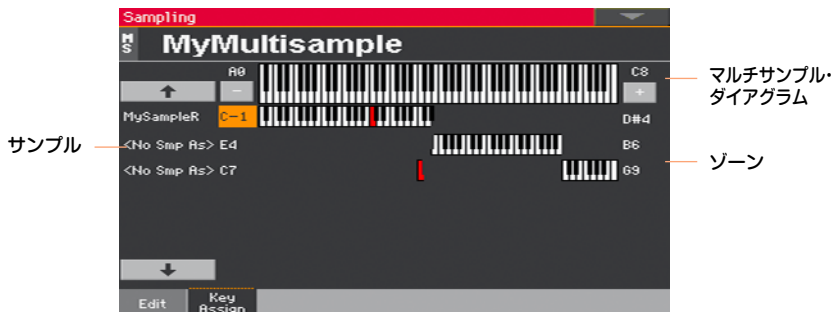 Sampling
MS MyMultisample
A0 C8
- +
マルチサンプル・
ダイアグラム
MySampleR C-1 D#4
サンプル
<No Smp As> E4 B6
ゾーン
<No Smp As> C7 G9
Edit
Key
Assign